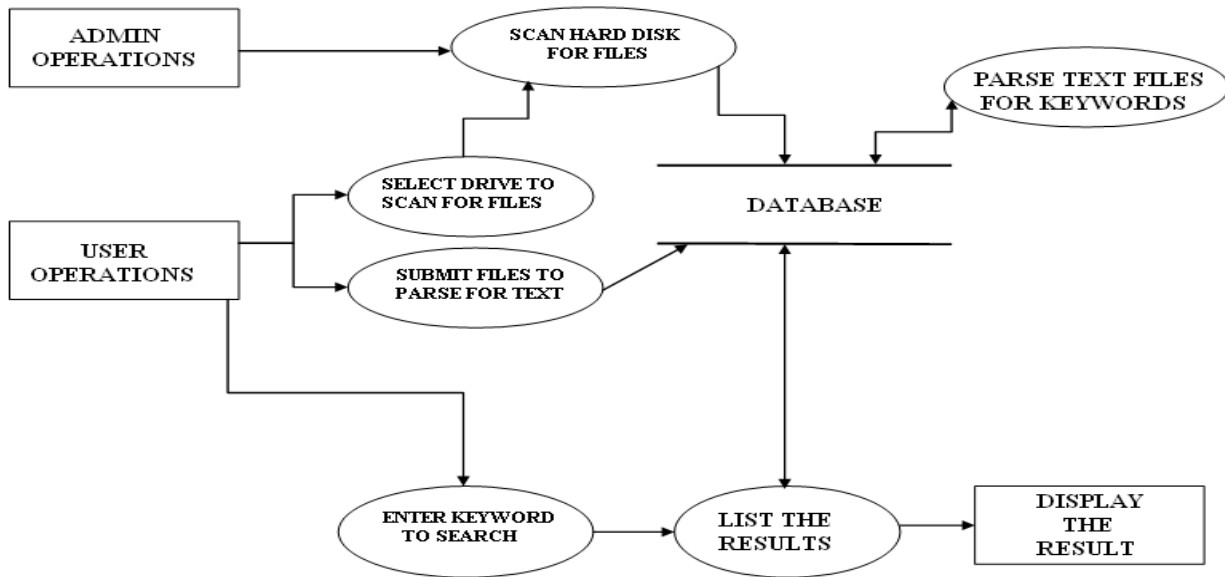 ADMIN
OPERATIONS
SCAN HARD DISK
FOR FILES
PARSE TEXT FILES
FOR KEYWORDS
SELECT DRIVE TO
SCAN FOR FILES
DATABASE
USER
OPERATIONS
SUBMIT FILES TO
PARSE FOR TEXT
ENTER KEYWORD
TO SEARCH
LIST THE
RESULTS
DISPLAY
THE
RESULT